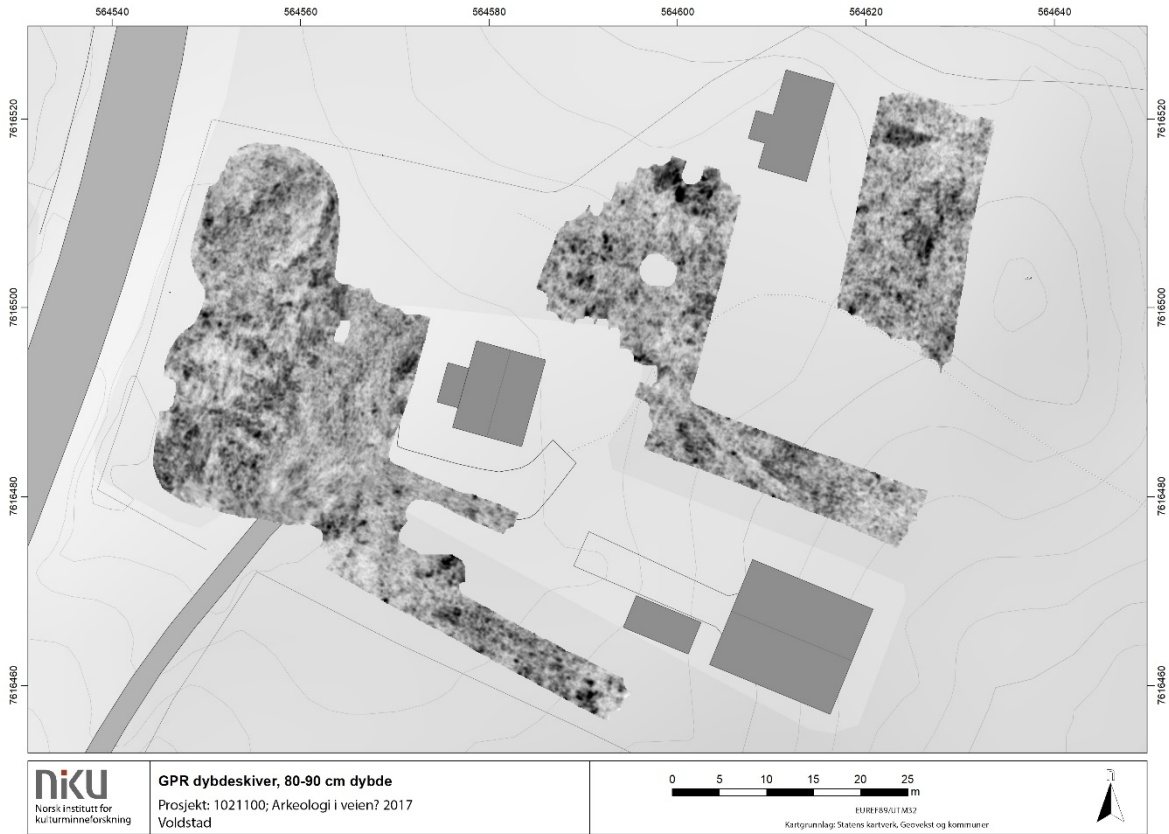 564540 564560 564580 564600 564620 564640
7616520 7616520
7616500 7616500
7616480 7616480
7616460 7616460
niku
Norsk institutt for
kulturminneforskning
GPR dybdeskiver, 80-90 cm dybde
Prosjekt: 1021100; Arkeologi i veien? 2017
Voldstad
0 5 10 15 20 25
m
EUREF89/UTM32
Kartgrunnlag: Statens kartverk, Geovekst og kommuner